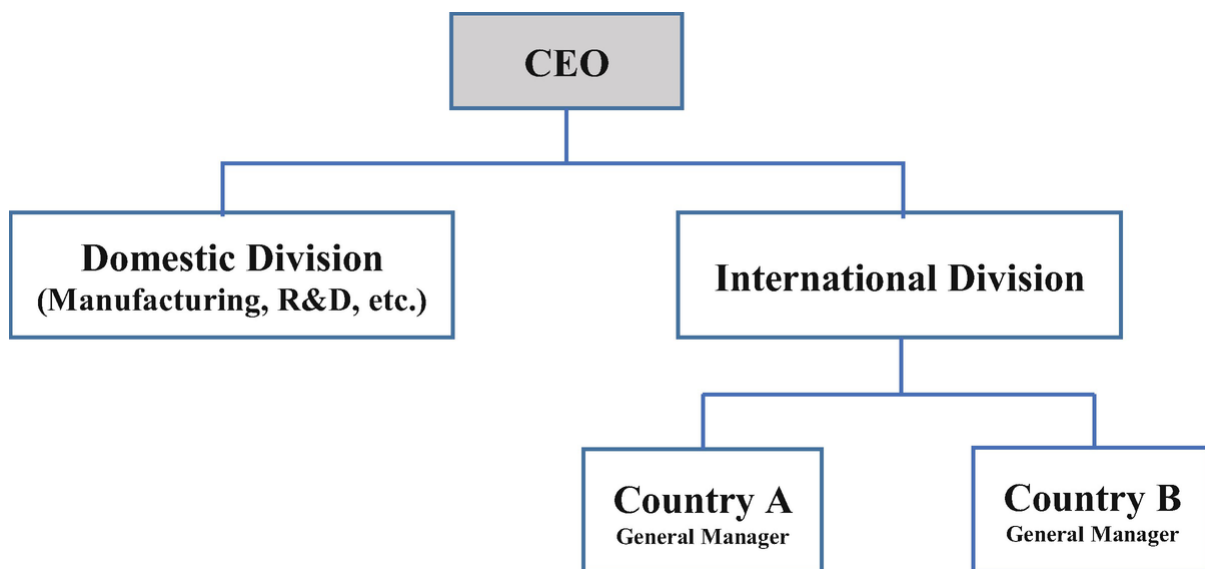 CEO
Domestic Division
(Manufacturing, R&D, etc.)
International Division
Country A
General Manager
Country B
General Manager